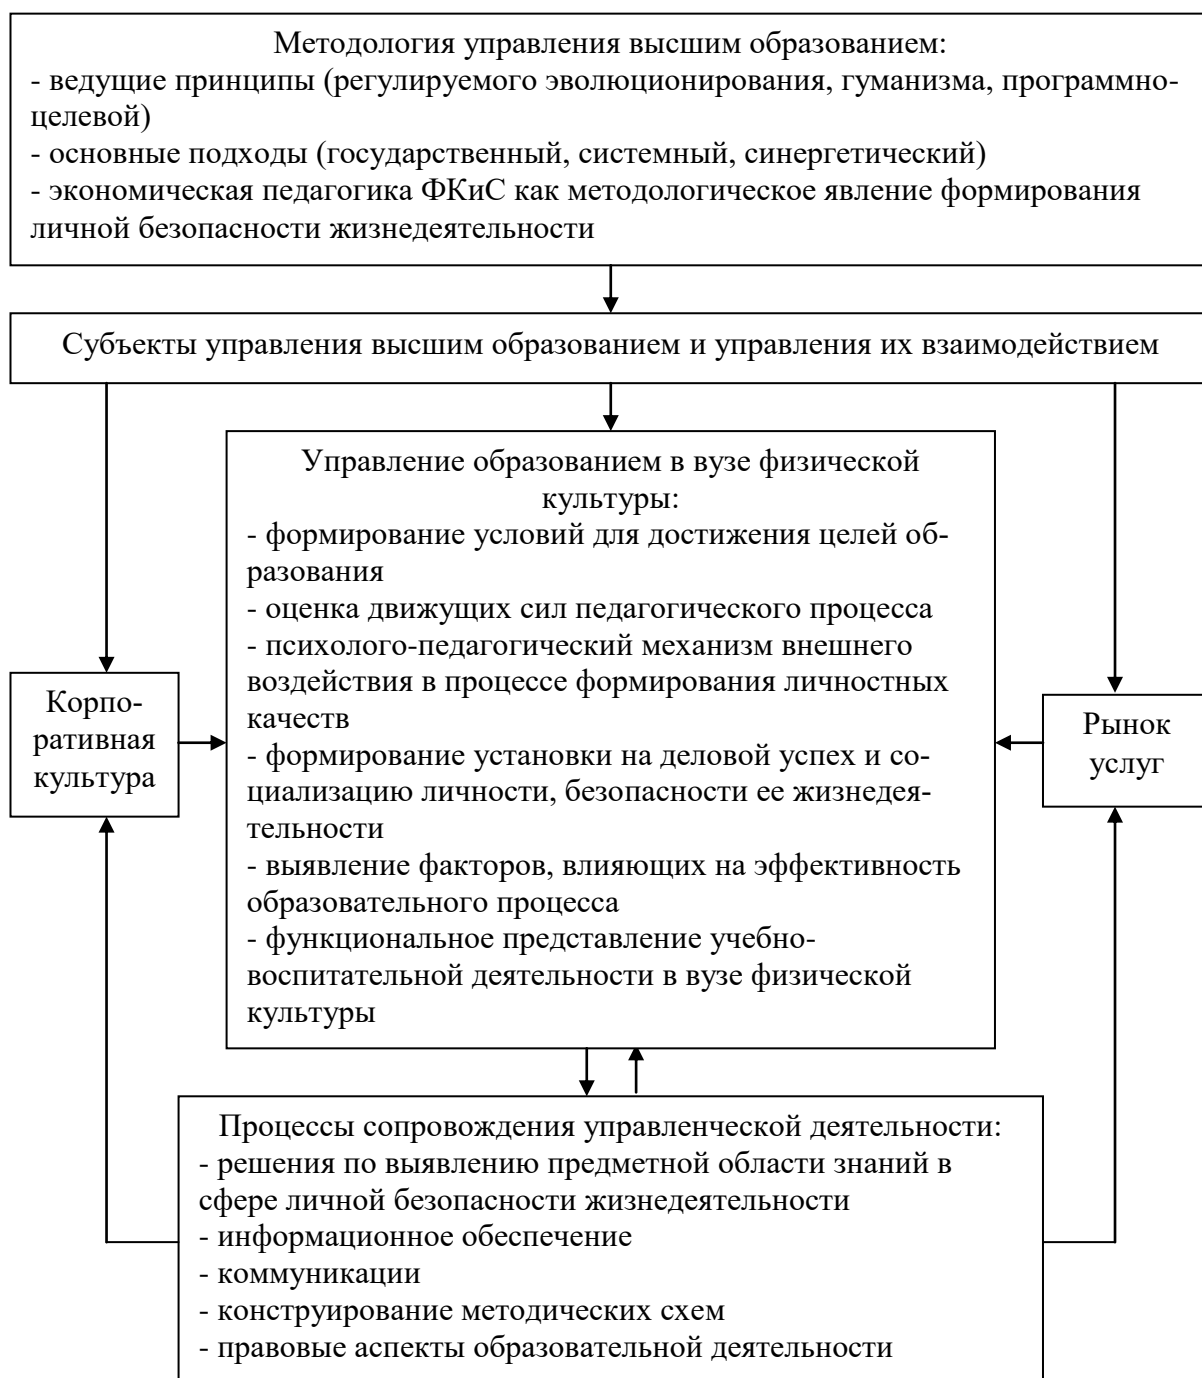 Методология управления высшим образованием:
- ведущие принципы (регулируемого эволюционирования, гуманизма, программно-
целевой)
- основные подходы (государственный, системный, синергетический)
- экономическая педагогика ФКиС как методологическое явление формирования
личной безопасности жизнедеятельности
Субъекты управления высшим образованием и управления их взаимодействием
Управление образованием в вузе физической
культуры:
- формирование условий для достижения целей об-
разования
- оценка движущих сил педагогического процесса
- психолого-педагогический механизм внешнего
воздействия в процессе формирования личностных
качеств
- формирование установки на деловой успех и со-
циализацию личности, безопасности ее жизнедея-
тельности
- выявление факторов, влияющих на эффективность
образовательного процесса
- функциональное представление учебно-
воспитательной деятельности в вузе физической
культуры
Корпо-
ративная
культура
Рынок
услуг
Процессы сопровождения управленческой деятельности:
- решения по выявлению предметной области знаний в
сфере личной безопасности жизнедеятельности
- информационное обеспечение
- коммуникации
- конструирование методических схем
- правовые аспекты образовательной деятельности